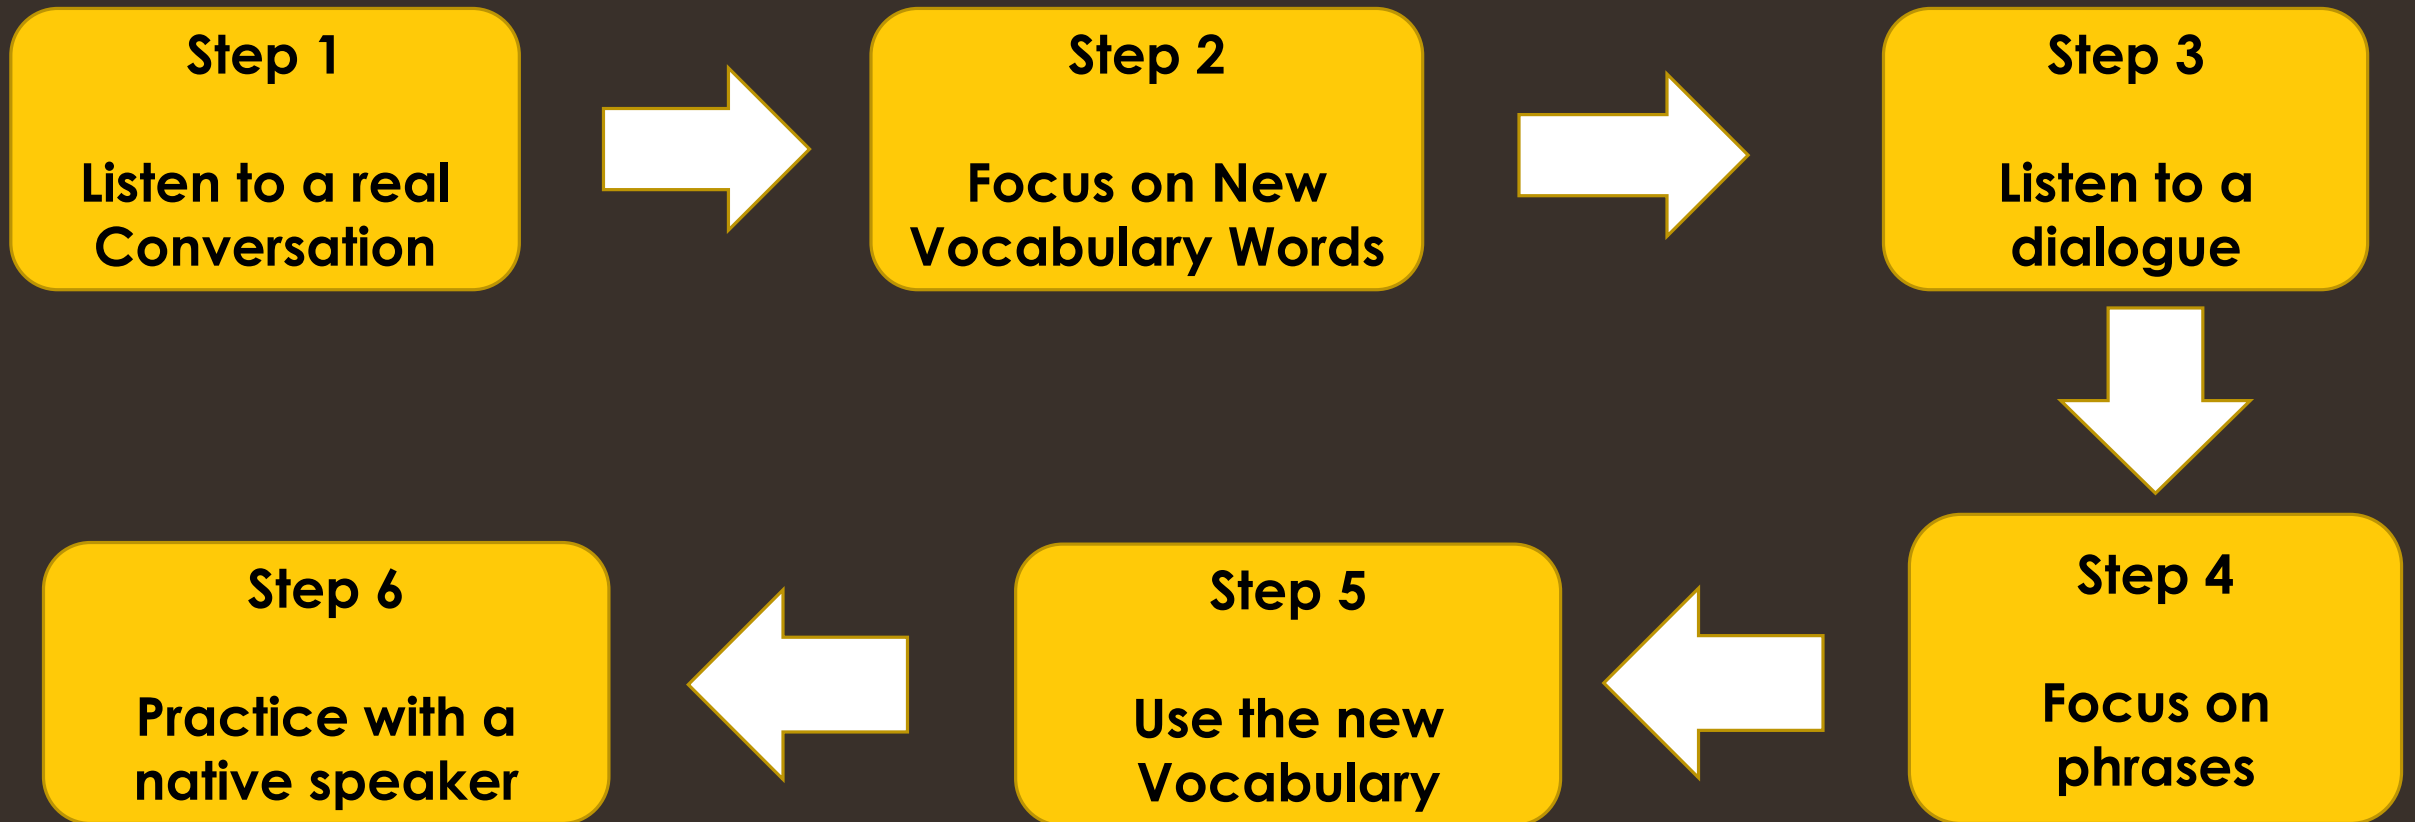 Step 1
Listen to a real
Conversation
Step 2
Focus on New
Vocabulary Words
Step 3
Listen to a
dialogue
Step 4
Focus on
phrases
Step 5
Use the new
Vocabulary
Step 6
Practice with a
native speaker